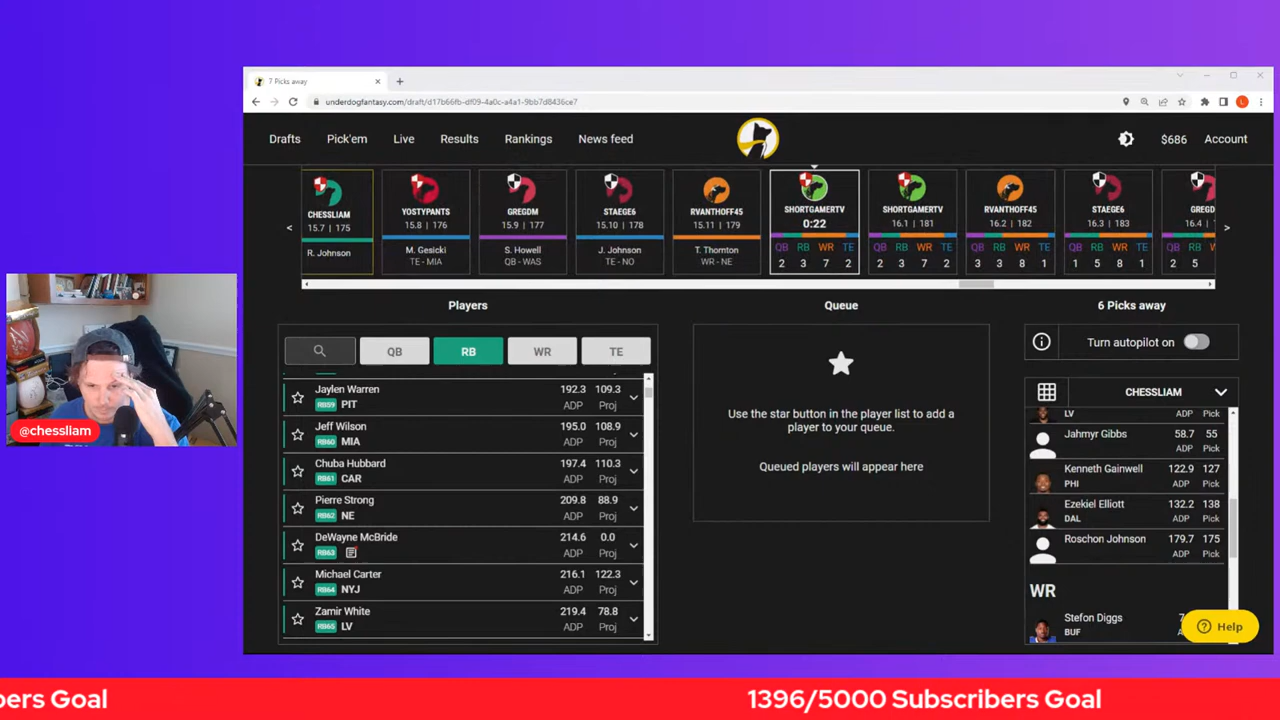 7 Picks away
underdogfantasy.com/draft/d17b66fb-df09-4a0c-a4a1-9bb7d8436ce7
Drafts
Pick'em
Live
Results
Rankings
News feed
$686
Account
<
CHESSLIAM
15.7 | 175
R. Johnson
YOSTYPANTS
15.8 | 176
M. Gesicki
TE - MIA
GREGDM
15.9 | 177
S. Howell
QB - WAS
STAEGE6
15.10 | 178
J. Johnson
TE - NO
RVANTHOFF45
15.11 | 179
T. Thornton
WR - NE
SHORTGAMERTV
0:22
QB RB WR TE
2 3 7 2
SHORTGAMERTV
16.1 | 181
QB RB WR TE
2 3 7 2
RVANTHOFF45
16.2 | 182
QB RB WR TE
3 3 8 1
STAEGE6
16.3 | 183
QB RB WR TE
1 5 8 1
GREGD
16.4 |
QB RB W
2 5
>
Players
QB
RB
WR
TE
Jaylen Warren 192.3 109.3
RB59 PIT ADP Proj
Jeff Wilson 195.0 108.9
RB60 MIA ADP Proj
Chuba Hubbard 197.4 110.3
RB61 CAR ADP Proj
Pierre Strong 209.8 88.9
RB62 NE ADP Proj
DeWayne McBride 214.6 0.0
RB63 ADP Proj
Michael Carter 216.1 122.3
RB64 NYJ ADP Proj
Zamir White 219.4 78.8
RB65 LV ADP Proj
Queue
Use the star button in the player list to add a
player to your queue.
Queued players will appear here
6 Picks away
Turn autopilot on
CHESSLIAM
LV ADP Pick
Jahmyr Gibbs 58.7 55
ADP Pick
Kenneth Gainwell 122.9 127
PHI ADP Pick
Ezekiel Elliott 132.2 138
DAL ADP Pick
Roschon Johnson 179.7 175
ADP Pick
WR
Stefon Diggs 7
BUF
Help
@chessliam
bers Goal
1396/5000 Subscribers Goal